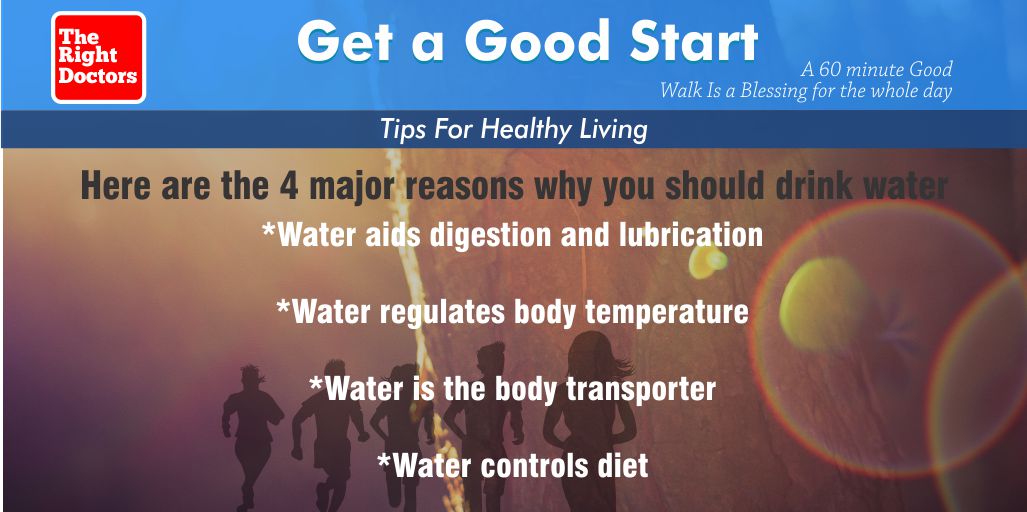 The
Right
Doctors
Get a Good Start
A 60 minute Good
Walk Is a Blessing for the whole day
Tips For Healthy Living
Here are the 4 major reasons why you should drink water
*Water aids digestion and lubrication
*Water regulates body temperature
*Water is the body transporter
*Water controls diet